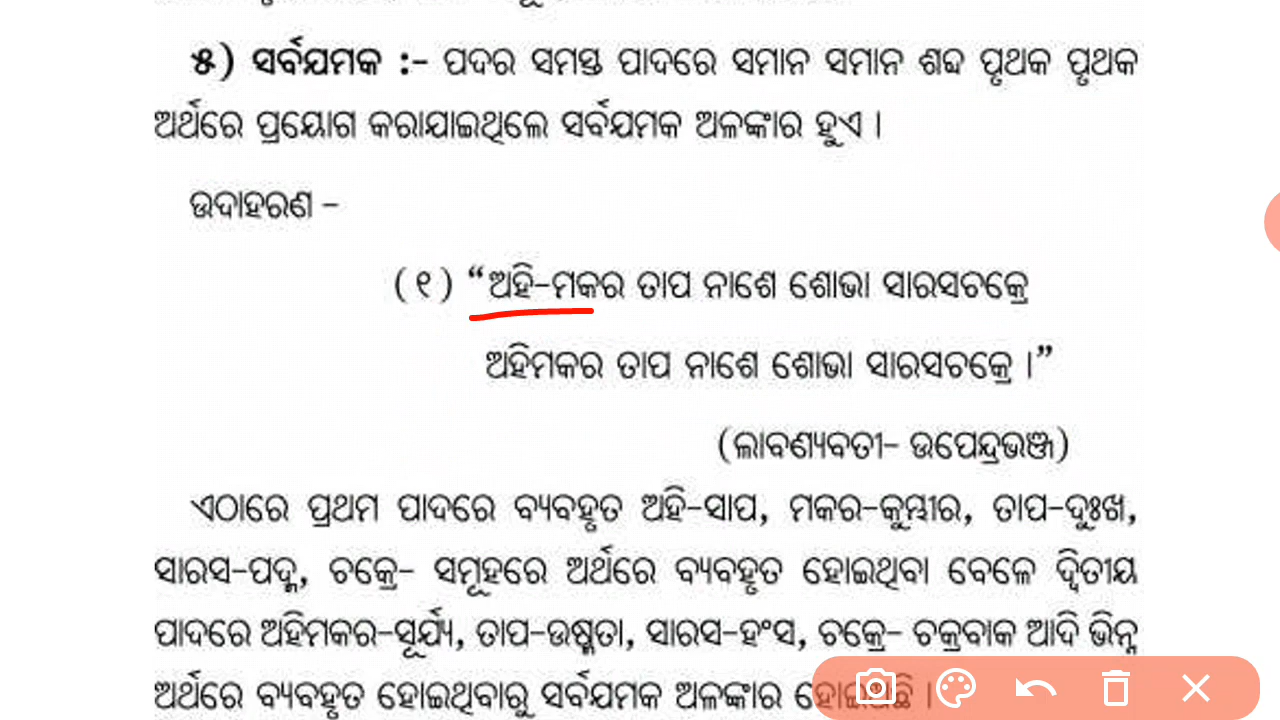 ୫) ସର୍ବଯମକ :- ପଦର ସମସ୍ତ ପାଦରେ ସମାନ ସମାନ ଶବ୍ଦ ପୃଥକ ପୃଥକ
ଅର୍ଥରେ ପ୍ରୟୋଗ କରାଯାଇଥିଲେ ସର୍ବଯମକ ଅଳଙ୍କାର ହୁଏ ।
ଉଦାହରଣ –
(୧) “ଅହି-ମକର ତାପ ନାଶେ ଶୋଭା ସାରସଚକ୍ରେ
ଅହିମକର ତାପ ନାଶେ ଶୋଭା ସାରସଚକ୍ରେ ।”
(ଲାବଣ୍ୟବତୀ- ଉପେନ୍ଦ୍ରଭଞ୍ଜ)
ଏଠାରେ ପ୍ରଥମ ପାଦରେ ବ୍ୟବହୃତ ଅହି-ସାପ, ମକର-କୁମ୍ଭୀର, ତାପ-ଦୁଃଖ,
ସାରସ-ପଦ୍ମ, ଚକ୍ରେ- ସମୂହରେ ଅର୍ଥରେ ବ୍ୟବହୃତ ହୋଇଥିବା ବେଳେ ଦ୍ୱିତୀୟ
ପାଦରେ ଅହିମକର-ସୂର୍ଯ୍ୟ, ତାପ-ଉଷ୍ମତା, ସାରସ-ହଂସ, ଚକ୍ରେ- ଚକ୍ରବାକ ଆଦି ଭିନ୍ନ
ଅର୍ଥରେ ବ୍ୟବହୃତ ହୋଇଥିବାରୁ ସର୍ବଯମକ ଅଳଙ୍କାର ହୋଇଅଛି ।